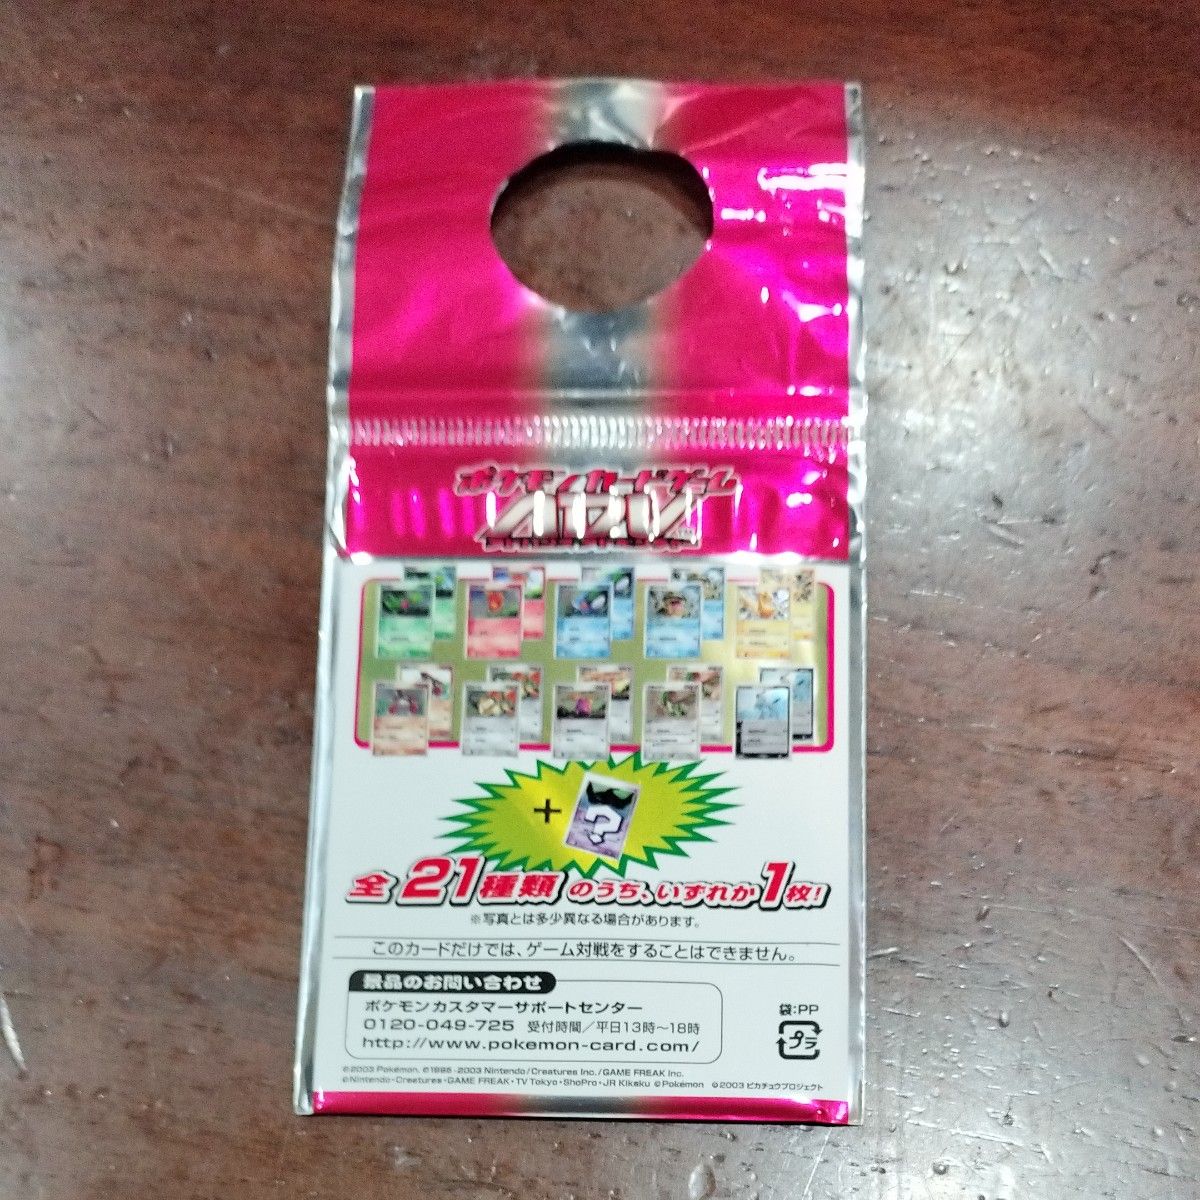 ポケモンカードゲーム
ADV
+
?
全21種類のうち、いずれか1枚!
※写真とは多少異なる場合があります。
このカードだけでは、ゲーム対戦をすることはできません。
景品のお問い合わせ
ポケモンカスタマーサポートセンター
0120-049-725 受付時間/平日13時〜18時
http://www.pokemon-card.com/
袋:PP
プラ
©2003 Pokémon. ©1995-2003 Nintendo/Creatures Inc./GAME FREAK Inc.
©Nintendo・Creatures・GAME FREAK・TV Tokyo・ShoPro・JR Kikaku ©Pokémon ©2003 ピカチュウプロジェクト